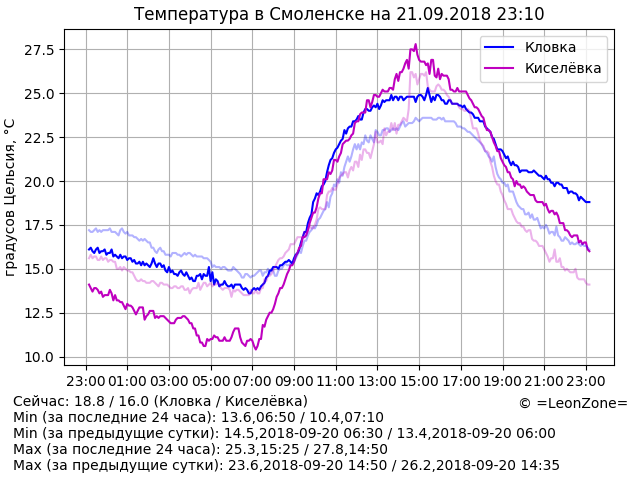 Температура в Смоленске на 21.09.2018 23:10
градусов Цельсия, °C
27.5
25.0
22.5
20.0
17.5
15.0
12.5
10.0
Кловка
Киселёвка
23:00 01:00 03:00 05:00 07:00 09:00 11:00 13:00 15:00 17:00 19:00 21:00 23:00
Сейчас: 18.8 / 16.0 (Кловка / Киселёвка)
© =LeonZone=
Min (за последние 24 часа): 13.6,06:50 / 10.4,07:10
Min (за предыдущие сутки): 14.5,2018-09-20 06:30 / 13.4,2018-09-20 06:00
Max (за последние 24 часа): 25.3,15:25 / 27.8,14:50
Max (за предыдущие сутки): 23.6,2018-09-20 14:50 / 26.2,2018-09-20 14:35